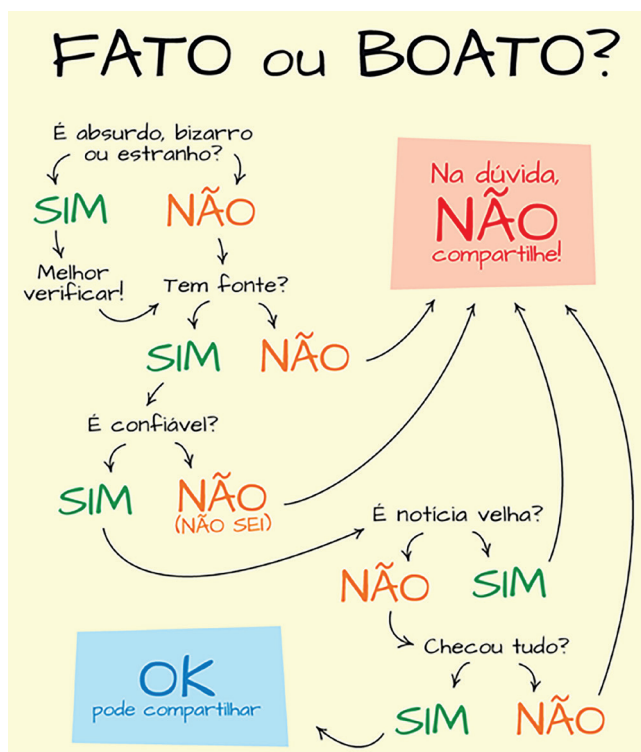 FATO ou BOATO?
É absurdo, bizarro
ou estranho?
SIM
NÃO
Melhor
verificar!
Tem fonte?
SIM
NÃO
É confiável?
SIM
NÃO
(NÃO SEI)
É notícia velha?
NÃO
SIM
Checou tudo?
SIM
NÃO
Na dúvida,
NÃO
compartilhe!
OK
pode compartilhar